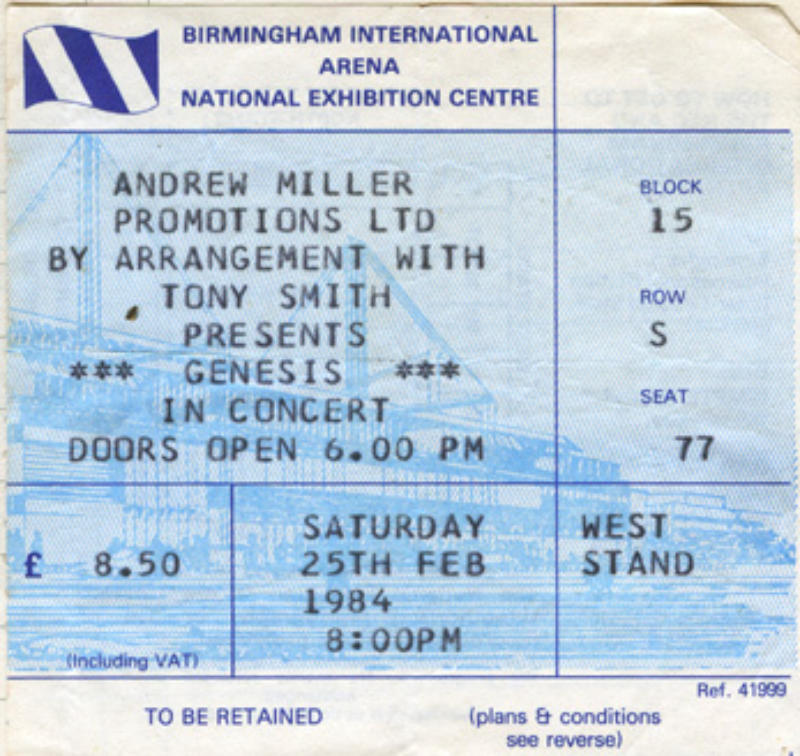 BIRMINGHAM INTERNATIONAL
ARENA
NATIONAL EXHIBITION CENTRE
ANDREW MILLER
PROMOTIONS LTD
BY ARRANGEMENT WITH
TONY SMITH
PRESENTS
*** GENESIS ***
IN CONCERT
DOORS OPEN 6.00 PM
BLOCK
15
ROW
S
SEAT
77
£ 8.50
(Including VAT)
SATURDAY
25TH FEB
1984
8:00PM
WEST
STAND
Ref. 41999
TO BE RETAINED
(plans & conditions
see reverse)